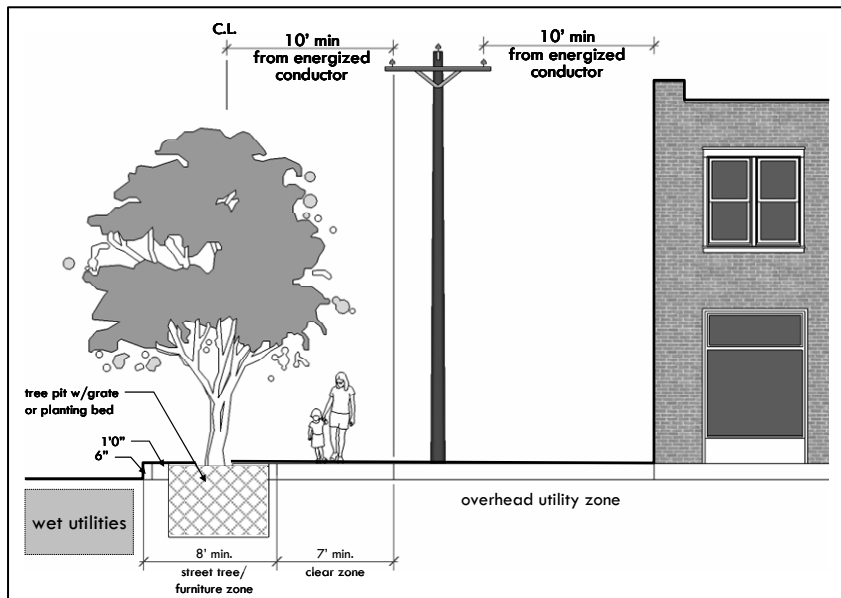 C.L.
10' min
from energized
conductor
10' min
from energized
conductor
tree pit w/grate
or planting bed
1'0"
6"
wet utilities
overhead utility zone
8' min.
street tree/
furniture zone
7' min.
clear zone